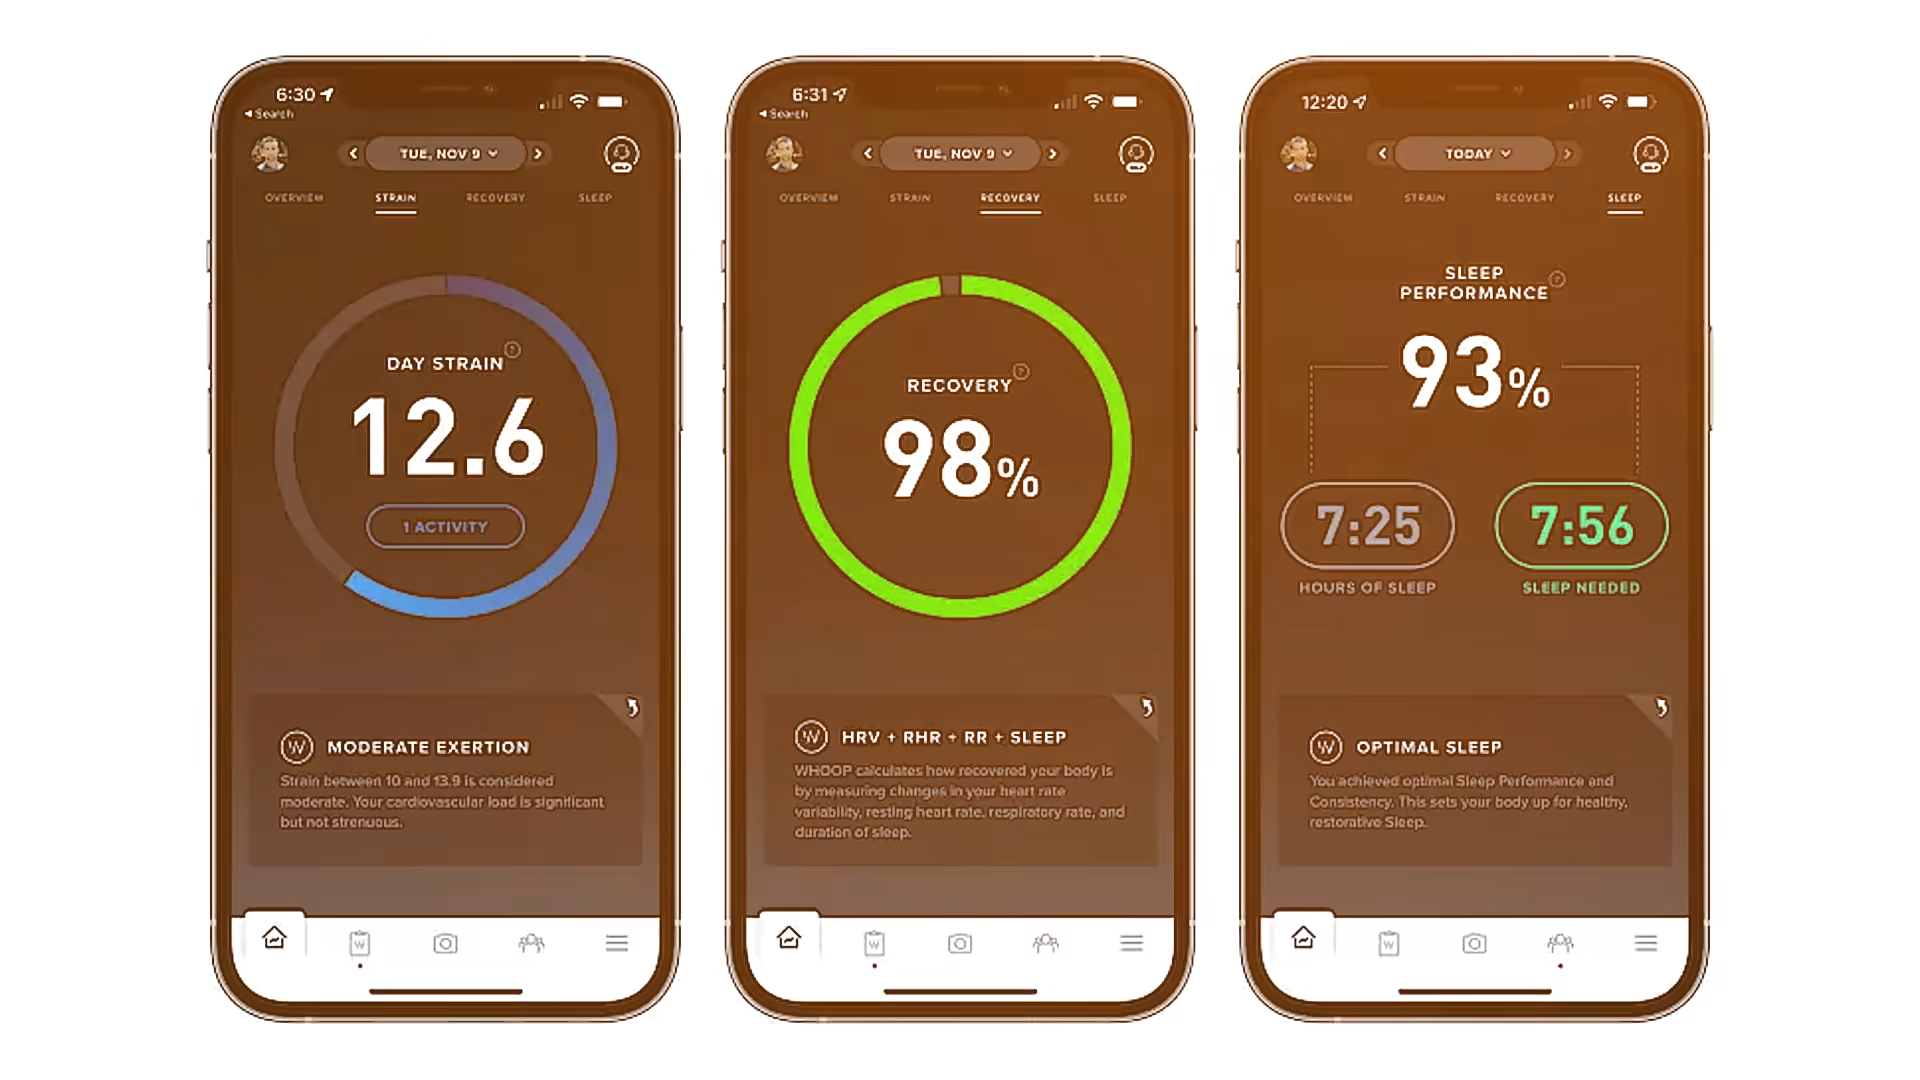 6:30
Search
TUE, NOV 9
OVERVIEW STRAIN RECOVERY SLEEP
DAY STRAIN ?
12.6
1 ACTIVITY
W MODERATE EXERTION
Strain between 10 and 13.9 is considered
moderate. Your cardiovascular load is significant
but not strenuous.
W
6:31
Search
TUE, NOV 9
OVERVIEW STRAIN RECOVERY SLEEP
RECOVERY ?
98%
W HRV + RHR + RR + SLEEP
WHOOP calculates how recovered your body is
by measuring changes in your heart rate
variability, resting heart rate, respiratory rate, and
duration of sleep.
W
12:20
TODAY
OVERVIEW STRAIN RECOVERY SLEEP
SLEEP
PERFORMANCE ?
93%
7:25 7:56
HOURS OF SLEEP SLEEP NEEDED
W OPTIMAL SLEEP
You achieved optimal Sleep Performance and
Consistency. This sets your body up for healthy,
restorative Sleep.
W